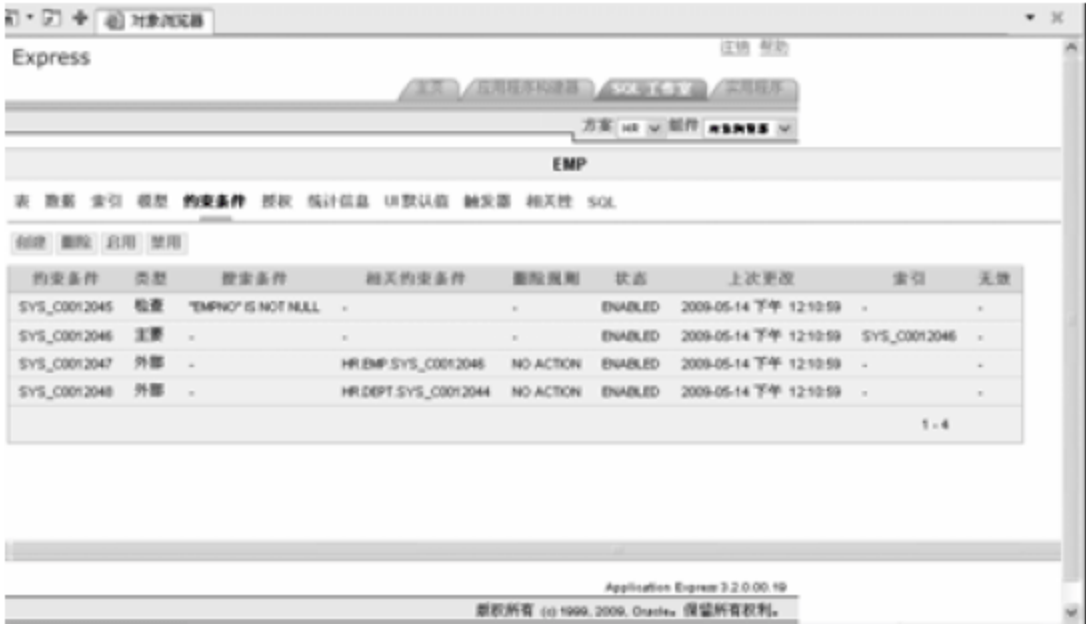 对象浏览器
Express
注销 帮助
主页 应用程序构建器 SQL 工作室 实用程序
方案 HR 组件 对象浏览器
EMP
表 数据 索引 模型 约束条件 授权 统计信息 UI 默认值 触发器 相关性 SQL
创建 删除 启用 禁用
约束条件 类型 搜索条件 相关约束条件 删除规则 状态 上次更改 索引 无效
SYS_C0012045 检查 "EMPNO" IS NOT NULL - - ENABLED 2009-05-14 下午 12:10:59 - -
SYS_C0012046 主要 - - - ENABLED 2009-05-14 下午 12:10:59 SYS_C0012046 -
SYS_C0012047 外部 - HR.EMP.SYS_C0012046 NO ACTION ENABLED 2009-05-14 下午 12:10:59 - -
SYS_C0012048 外部 - HR.DEPT.SYS_C0012044 NO ACTION ENABLED 2009-05-14 下午 12:10:59 - -
1 - 4
Application Express 3.2.0.00.19
版权所有 (c) 1999, 2009, Oracle。保留所有权利。